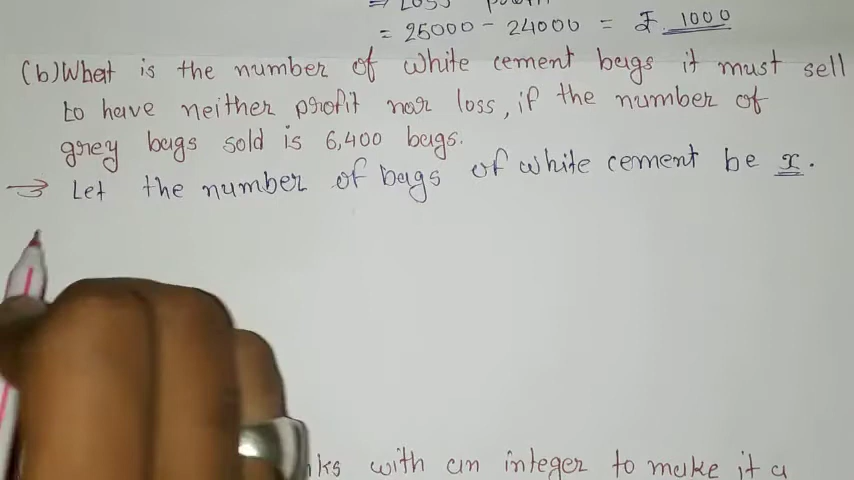 = 25000 - 24000 = ₹ 1000
(b) What is the number of white cement bags it must sell
to have neither profit nor loss, if the number of
grey bags sold is 6,400 bags.
→ Let the number of bags of white cement be x.
with an integer to make it a